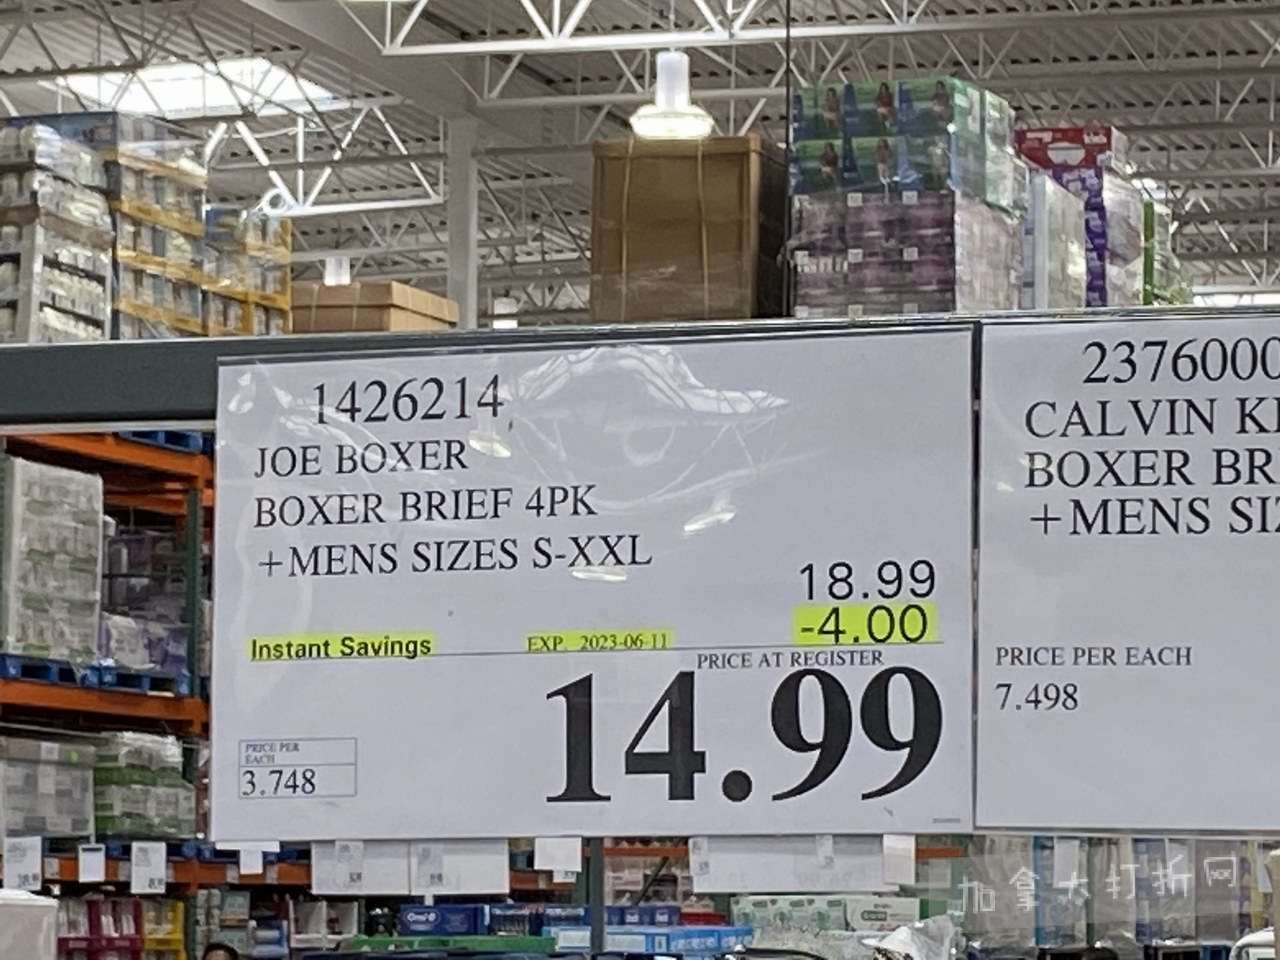 1426214
JOE BOXER
BOXER BRIEF 4PK
+MENS SIZES S-XXL
18.99
Instant Savings EXP. 2023-06-11 -4.00
PRICE AT REGISTER
14.99
PRICE PER
EACH
3.748
2376000
CALVIN
BOXER
+MENS
PRICE PER EACH
7.498
加拿大打折网